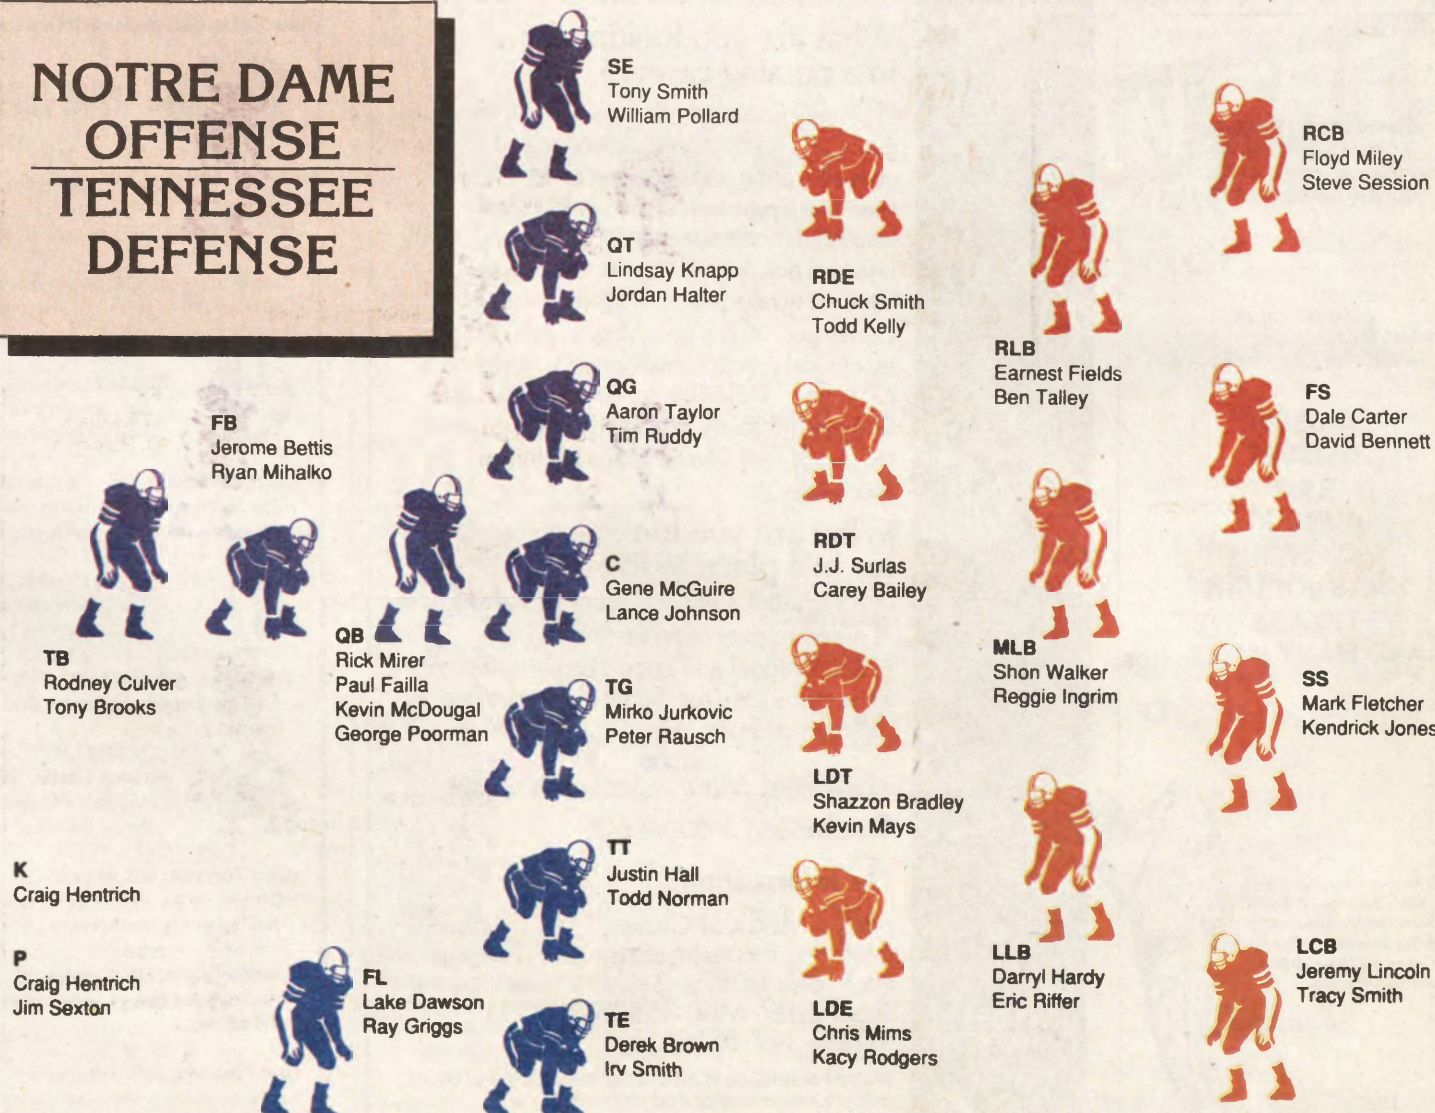 NOTRE DAME
OFFENSE
TENNESSEE
DEFENSE
SE
Tony Smith
William Pollard
QT
Lindsay Knapp
Jordan Halter
QG
Aaron Taylor
Tim Ruddy
FB
Jerome Bettis
Ryan Mihalko
C
Gene McGuire
Lance Johnson
TB
Rodney Culver
Tony Brooks
QB
Rick Mirer
Paul Failla
Kevin McDougal
George Poorman
TG
Mirko Jurkovic
Peter Rausch
TT
Justin Hall
Todd Norman
K
Craig Hentrich
P
Craig Hentrich
Jim Sexton
FL
Lake Dawson
Ray Griggs
TE
Derek Brown
Irv Smith
RDE
Chuck Smith
Todd Kelly
RDT
J.J. Surlas
Carey Bailey
LDT
Shazzon Bradley
Kevin Mays
LDE
Chris Mims
Kacy Rodgers
RLB
Earnest Fields
Ben Talley
MLB
Shon Walker
Reggie Ingrim
LLB
Darryl Hardy
Eric Riffer
RCB
Floyd Miley
Steve Session
FS
Dale Carter
David Bennett
SS
Mark Fletcher
Kendrick Jones
LCB
Jeremy Lincoln
Tracy Smith